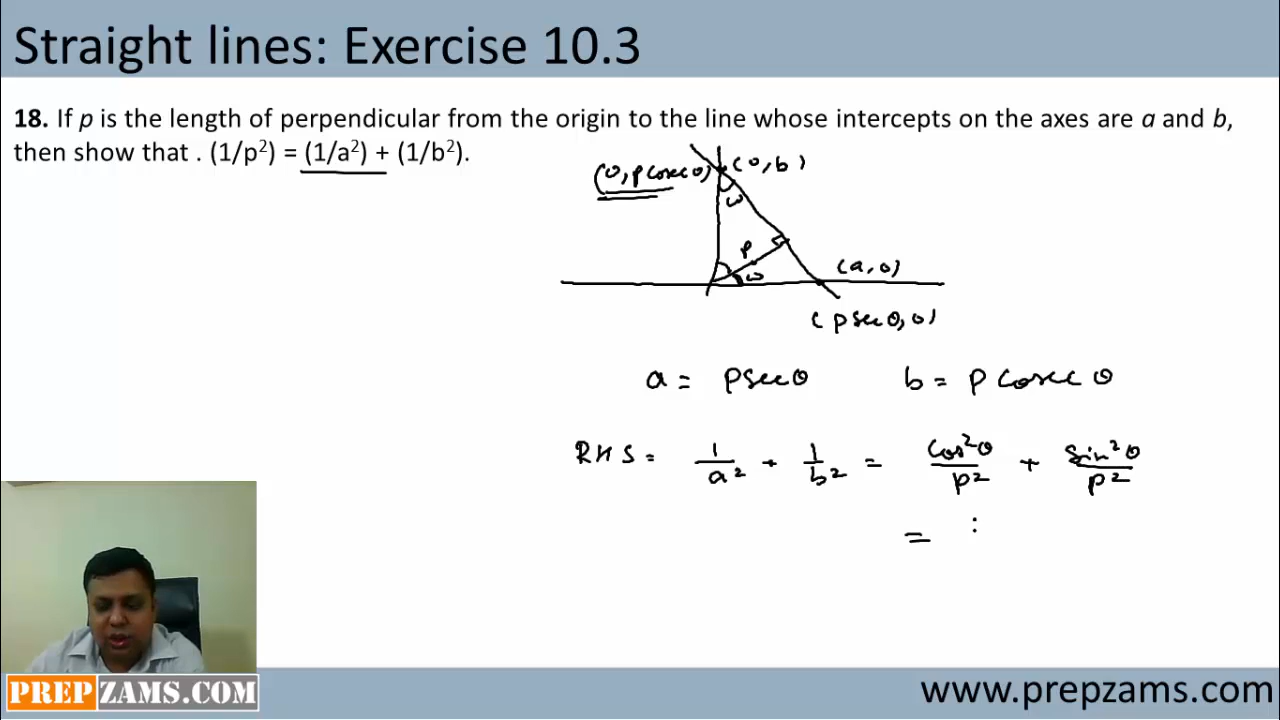 Straight lines: Exercise 10.3
18. If p is the length of perpendicular from the origin to the line whose intercepts on the axes are a and b,
then show that . (1/p²) = (1/a²) + (1/b²).
(0, p cosec θ) (0, b)
ω
p
ω
(a, 0)
(p sec θ, 0)
a = p sec θ b = p cosec θ
RHS = 1/a² + 1/b² = cos²θ/p² + sin²θ/p²
=
PREPZAMS.COM
www.prepzams.com